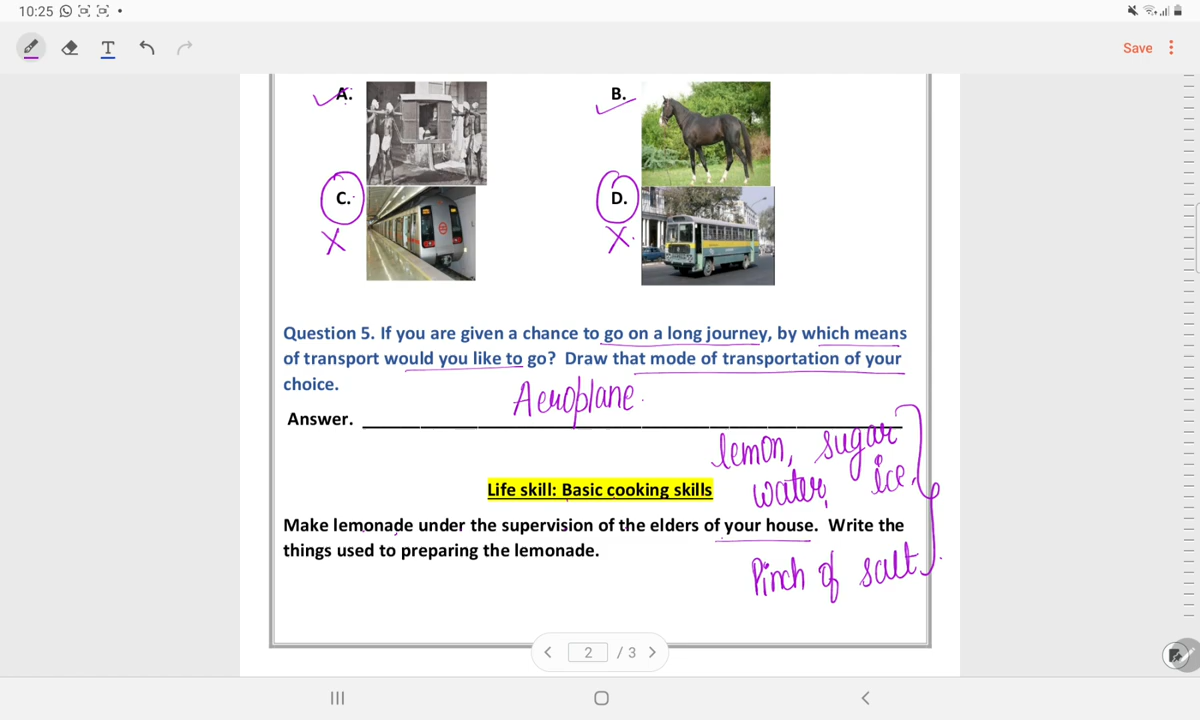 10:25
T
Save
A.
B.
C.
D.
X
X.
Question 5. If you are given a chance to go on a long journey, by which means
of transport would you like to go? Draw that mode of transportation of your
choice.
Aeroplane.
Answer.
lemon, sugar
water, ice,
Life skill: Basic cooking skills
Make lemonade under the supervision of the elders of your house. Write the
things used to preparing the lemonade.
Pinch of salt.
2 / 3